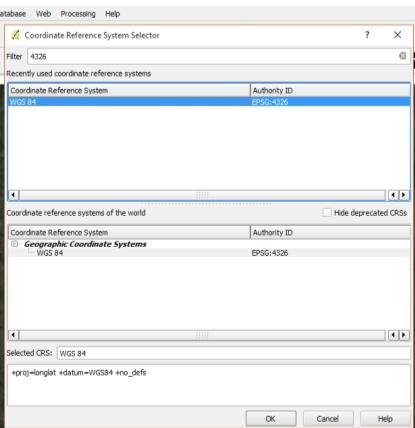 atabase Web Processing Help
Coordinate Reference System Selector ? X
Filter 4326
Recently used coordinate reference systems
Coordinate Reference System Authority ID
WGS 84 EPSG:4326
Coordinate reference systems of the world Hide deprecated CRSs
Coordinate Reference System Authority ID
Geographic Coordinate Systems
WGS 84 EPSG:4326
Selected CRS: WGS 84
+proj=longlat +datum=WGS84 +no_defs
OK Cancel Help